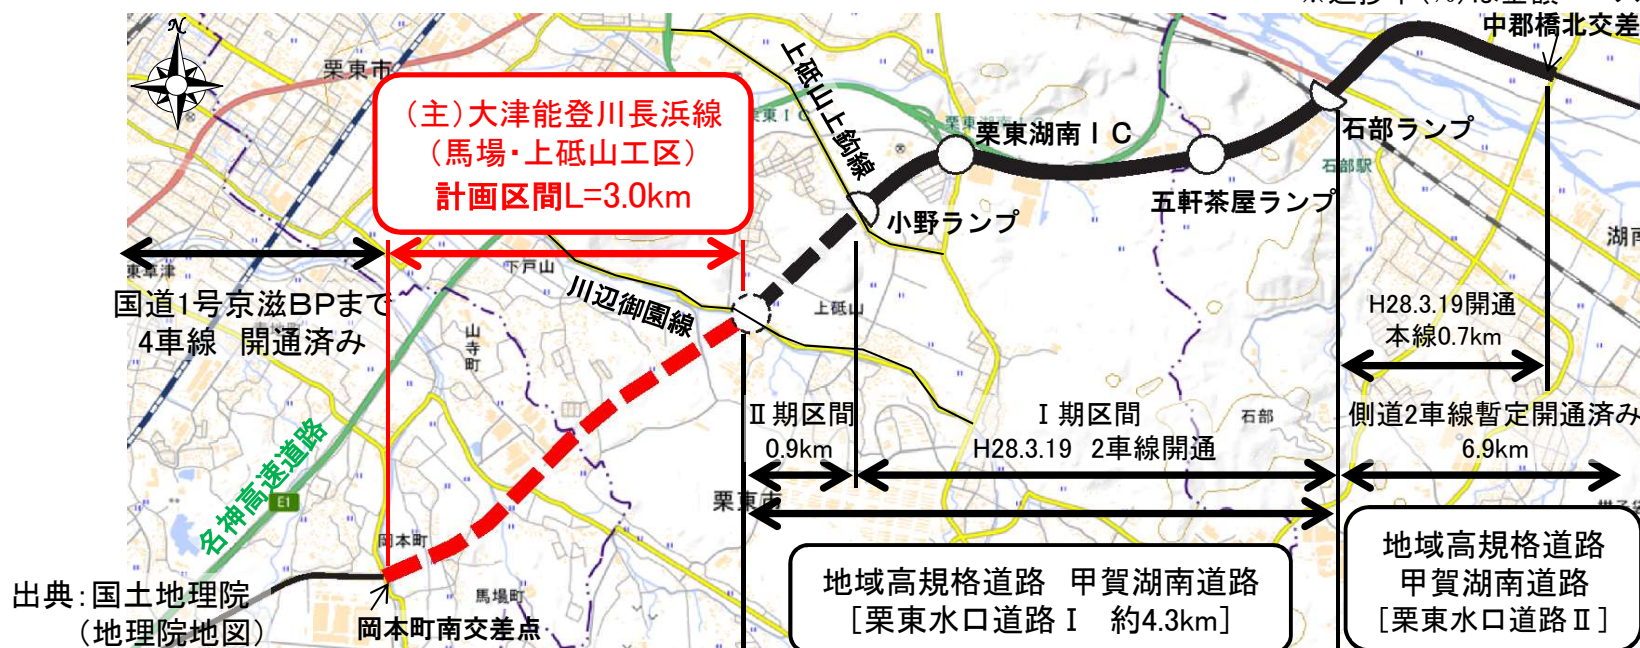 中郡橋北交差
N
栗東市
(主)大津能登川長浜線
(馬場・上砥山工区)
計画区間L=3.0km
上砥山上鈎線
栗東湖南IC
石部ランプ
石部駅
五軒茶屋ランプ
小野ランプ
東草津
下戸山
川辺御園線
上砥山
国道1号京滋BPまで
4車線 開通済み
山寺町
H28.3.19開通
本線0.7km
Ⅱ期区間
0.9km
Ⅰ期区間
H28.3.19 2車線開通
石部
側道2車線暫定開通済み
6.9km
名神高速道路
E1
栗東市
岡本町
馬場町
岡本町南交差点
出典:国土地理院
(地理院地図)
地域高規格道路 甲賀湖南道路
[栗東水口道路Ⅰ 約4.3km]
地域高規格道路
甲賀湖南道路
[栗東水口道路Ⅱ]